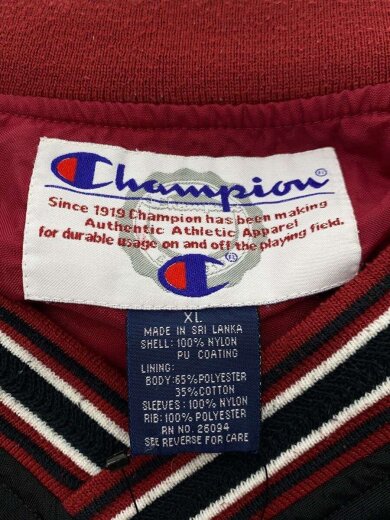 Champion®
Since 1919 Champion has been making
Authentic Athletic Apparel
for durable usage on and off the playing field.
®
XL
MADE IN SRI LANKA
SHELL: 100% NYLON
PU COATING
LINING:
BODY: 65% POLYESTER
35% COTTON
SLEEVES: 100% NYLON
RIB: 100% POLYESTER
RN NO. 26094
SEE REVERSE FOR CARE